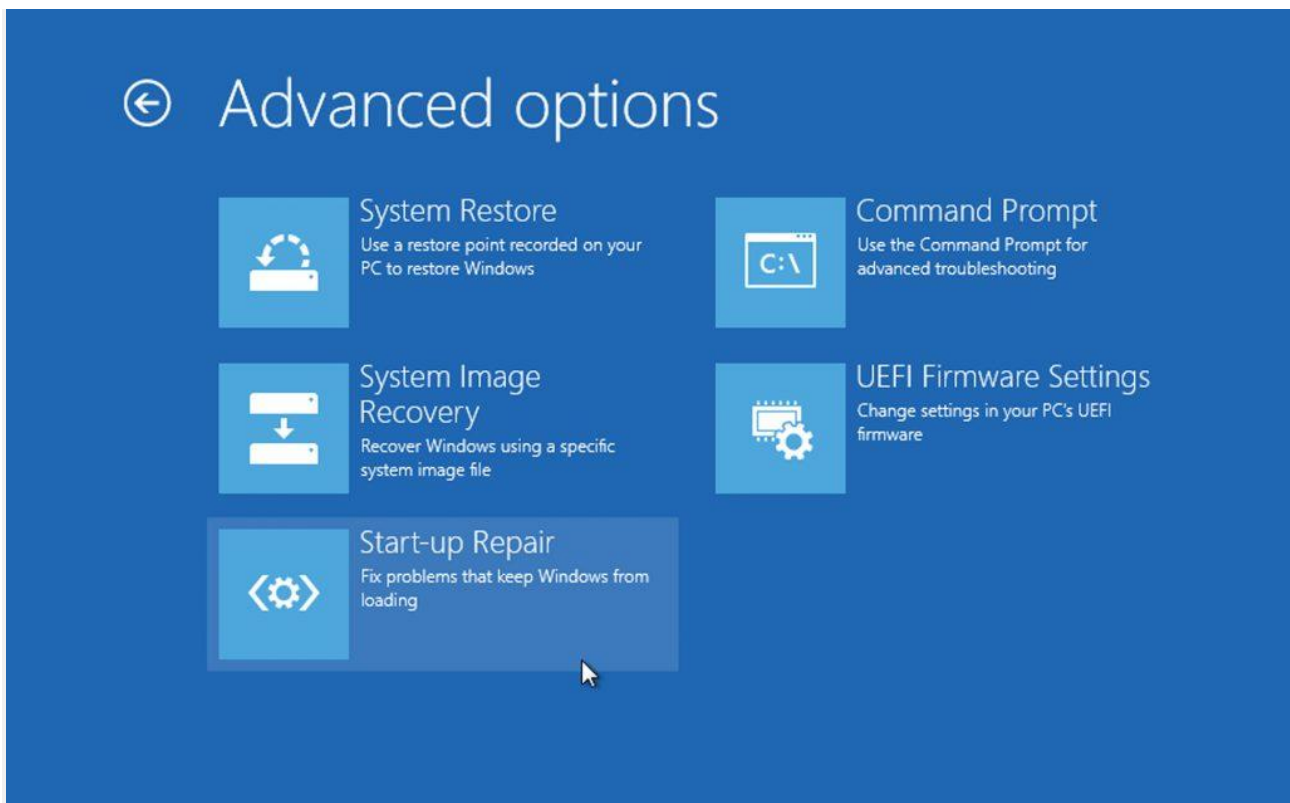 Advanced options
System Restore
Use a restore point recorded on your
PC to restore Windows
System Image
Recovery
Recover Windows using a specific
system image file
Start-up Repair
Fix problems that keep Windows from
loading
Command Prompt
Use the Command Prompt for
advanced troubleshooting
C:\
UEFI Firmware Settings
Change settings in your PC's UEFI
firmware